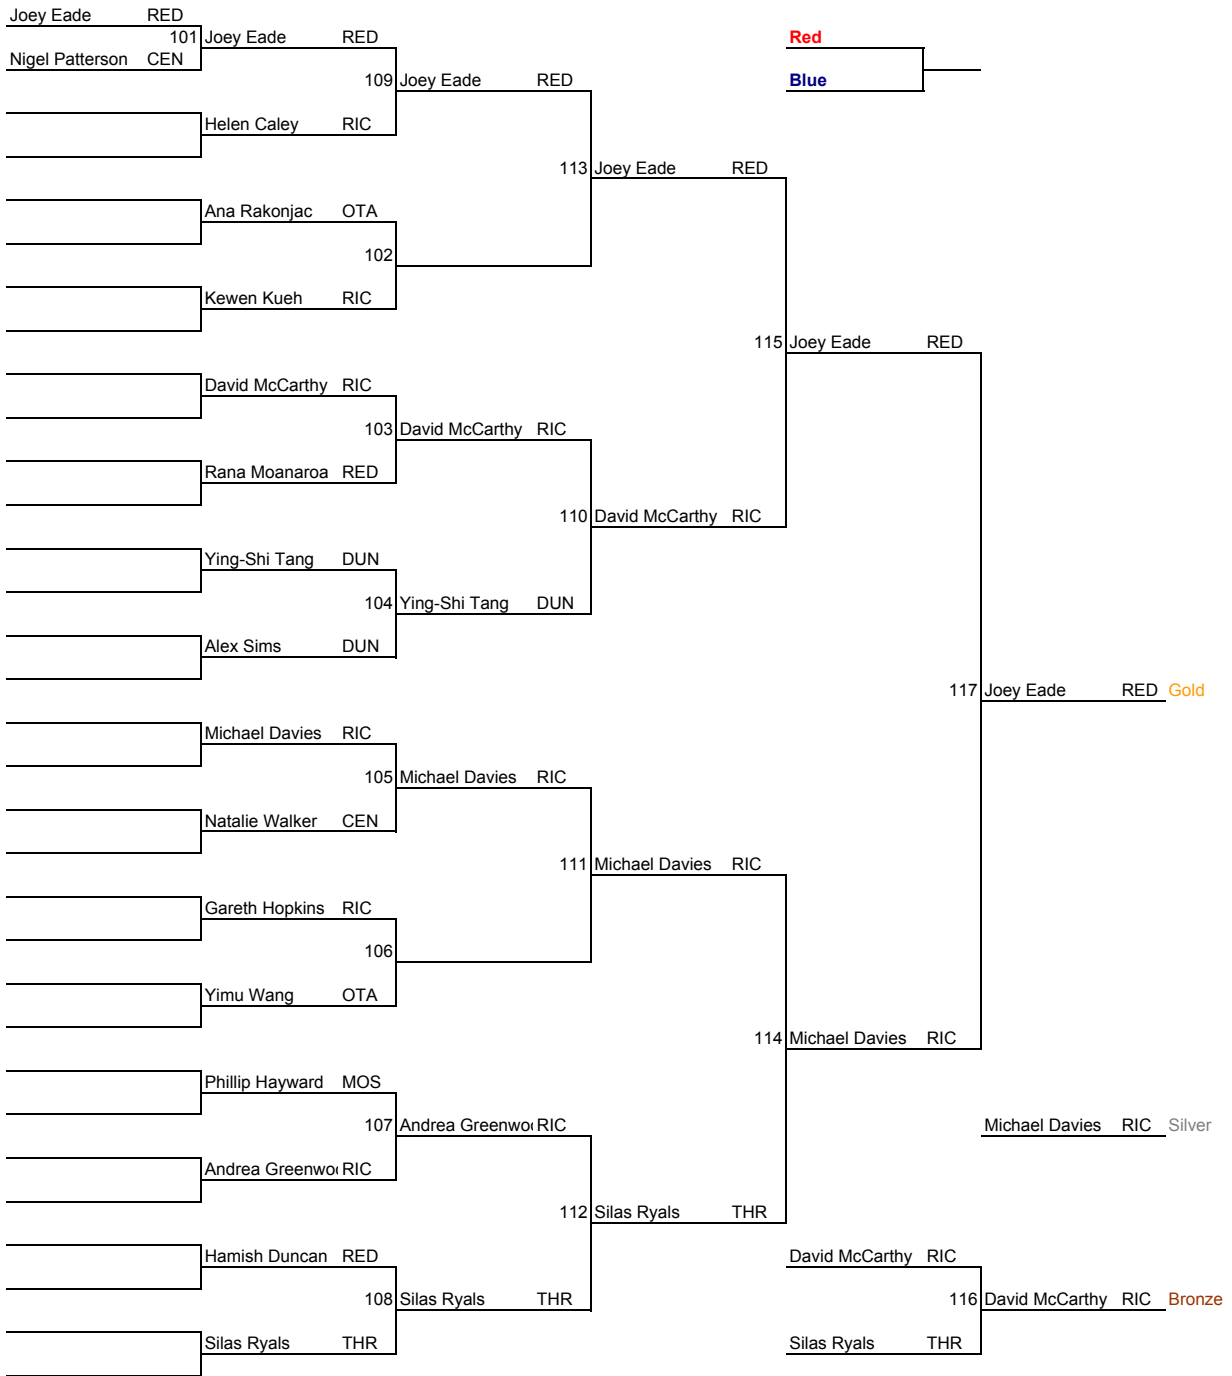 Joey Eade RED
101 Joey Eade RED Red
Nigel Patterson CEN
109 Joey Eade RED Blue
Helen Caley RIC
113 Joey Eade RED
Ana Rakonjac OTA
102
Kewen Kueh RIC
115 Joey Eade RED
David McCarthy RIC
103 David McCarthy RIC
Rana Moanaroa RED
110 David McCarthy RIC
Ying-Shi Tang DUN
104 Ying-Shi Tang DUN
Alex Sims DUN
117 Joey Eade RED Gold
Michael Davies RIC
105 Michael Davies RIC
Natalie Walker CEN
111 Michael Davies RIC
Gareth Hopkins RIC
106
Yimu Wang OTA
114 Michael Davies RIC
Phillip Hayward MOS
107 Andrea Greenwo RIC Michael Davies RIC Silver
Andrea Greenwo RIC
112 Silas Ryals THR
Hamish Duncan RED David McCarthy RIC
108 Silas Ryals THR 116 David McCarthy RIC Bronze
Silas Ryals THR Silas Ryals THR